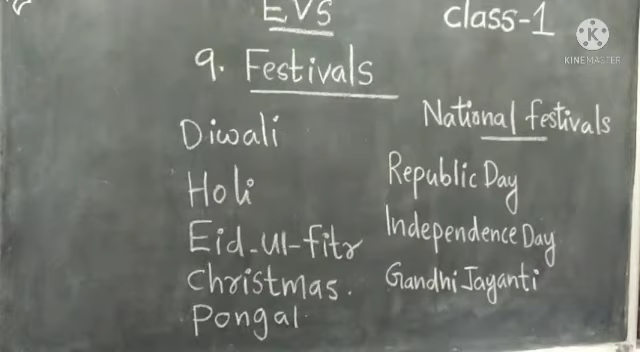 EVS
class-1
9. Festivals
National festivals
Diwali
Holi
Eid-Ul-fitr
christmas.
Pongal
Republic Day
Independence Day
Gandhi Jayanti
K
KINEMASTER